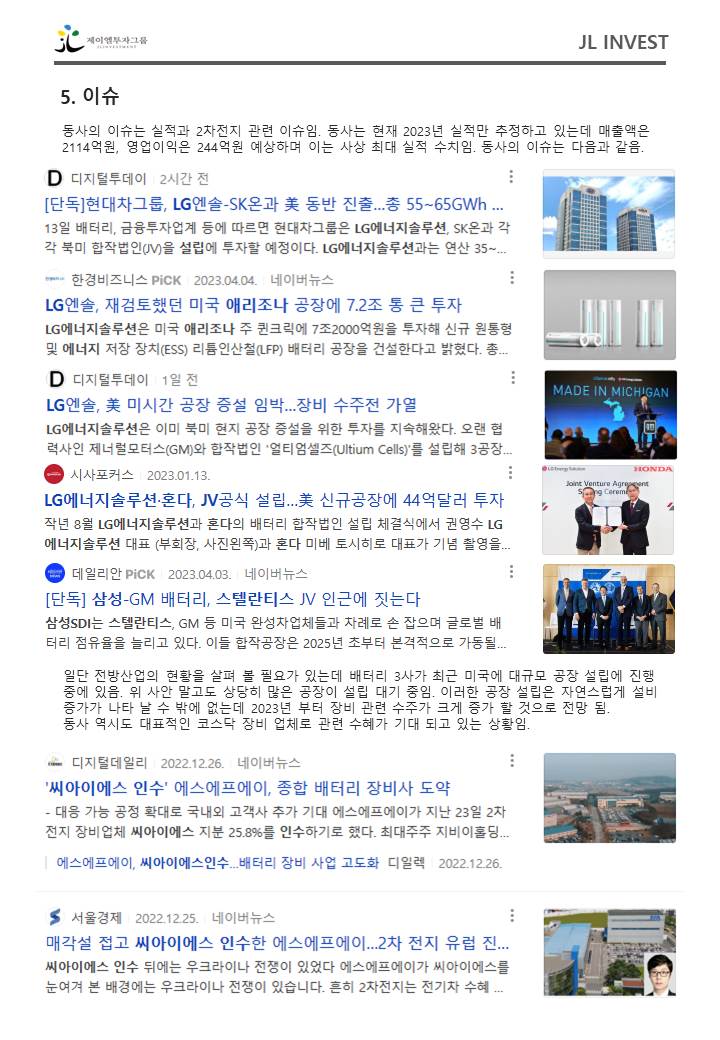 제이엘투자그룹
JL INVESTMENT
JL INVEST
5. 이슈
동사의 이슈는 실적과 2차전지 관련 이슈임. 동사는 현재 2023년 실적만 추정하고 있는데 매출액은
2114억원, 영업이익은 244억원 예상하며 이는 사상 최대 실적 수치임. 동사의 이슈는 다음과 같음.
D 디지털투데이 2시간 전
[단독]현대차그룹, LG엔솔-SK온과 美 동반 진출...총 55~65GWh ...
13일 배터리, 금융투자업계 등에 따르면 현대차그룹은 LG에너지솔루션, SK온과 각
각 북미 합작법인(JV)을 설립에 투자할 예정이다. LG에너지솔루션과는 연산 35~...
한경비즈니스 PiCK 2023.04.04. 네이버뉴스
LG엔솔, 재검토했던 미국 애리조나 공장에 7.2조 통 큰 투자
LG에너지솔루션은 미국 애리조나 주 퀸크릭에 7조2000억원을 투자해 신규 원통형
및 에너지 저장 장치(ESS) 리튬인산철(LFP) 배터리 공장을 건설한다고 밝혔다. 총...
D 디지털투데이 1일 전
LG엔솔, 美 미시간 공장 증설 임박...장비 수주전 가열
LG에너지솔루션은 이미 북미 현지 공장 증설을 위한 투자를 지속해왔다. 오랜 협
력사인 제너럴모터스(GM)와 합작법인 '얼티엄셀즈(Ultium Cells)'를 설립해 3공장...
MADE IN MICHIGAN
시사포커스 2023.01.13.
LG에너지솔루션·혼다, JV공식 설립...美 신규공장에 44억달러 투자
작년 8월 LG에너지솔루션과 혼다의 배터리 합작법인 설립 체결식에서 권영수 LG
에너지솔루션 대표 (부회장, 사진왼쪽)과 혼다 미베 토시히로 대표가 기념 촬영을...
LG Energy Solution HONDA
Joint Venture Agreement
Signing Ceremony
데일리안 PiCK 2023.04.03. 네이버뉴스
[단독] 삼성-GM 배터리, 스텔란티스 JV 인근에 짓는다
삼성SDI는 스텔란티스, GM 등 미국 완성차업체들과 차례로 손 잡으며 글로벌 배
터리 점유율을 늘리고 있다. 이들 합작공장은 2025년 초부터 본격적으로 가동될...
일단 전방산업의 현황을 살펴 볼 필요가 있는데 배터리 3사가 최근 미국에 대규모 공장 설립에 진행
중에 있음. 위 사안 말고도 상당히 많은 공장이 설립 대기 중임. 이러한 공장 설립은 자연스럽게 설비
증가가 나타 날 수 밖에 없는데 2023년 부터 장비 관련 수주가 크게 증가 할 것으로 전망 됨.
동사 역시도 대표적인 코스닥 장비 업체로 관련 수혜가 기대 되고 있는 상황임.
디지털데일리 2022.12.26. 네이버뉴스
'씨아이에스 인수' 에스에프에이, 종합 배터리 장비사 도약
- 대응 가능 공정 확대로 국내외 고객사 추가 기대 에스에프에이가 지난 23일 2차
전지 장비업체 씨아이에스 지분 25.8%를 인수하기로 했다. 최대주주 지비이홀딩...
에스에프에이, 씨아이에스인수...배터리 장비 사업 고도화 디일렉 2022.12.26.
서울경제 2022.12.25. 네이버뉴스
매각설 접고 씨아이에스 인수한 에스에프에이...2차 전지 유럽 진...
씨아이에스 인수 뒤에는 우크라이나 전쟁이 있었다 에스에프에이가 씨아이에스를
눈여겨 본 배경에는 우크라이나 전쟁이 있습니다. 흔히 2차전지는 전기차 수혜 ...